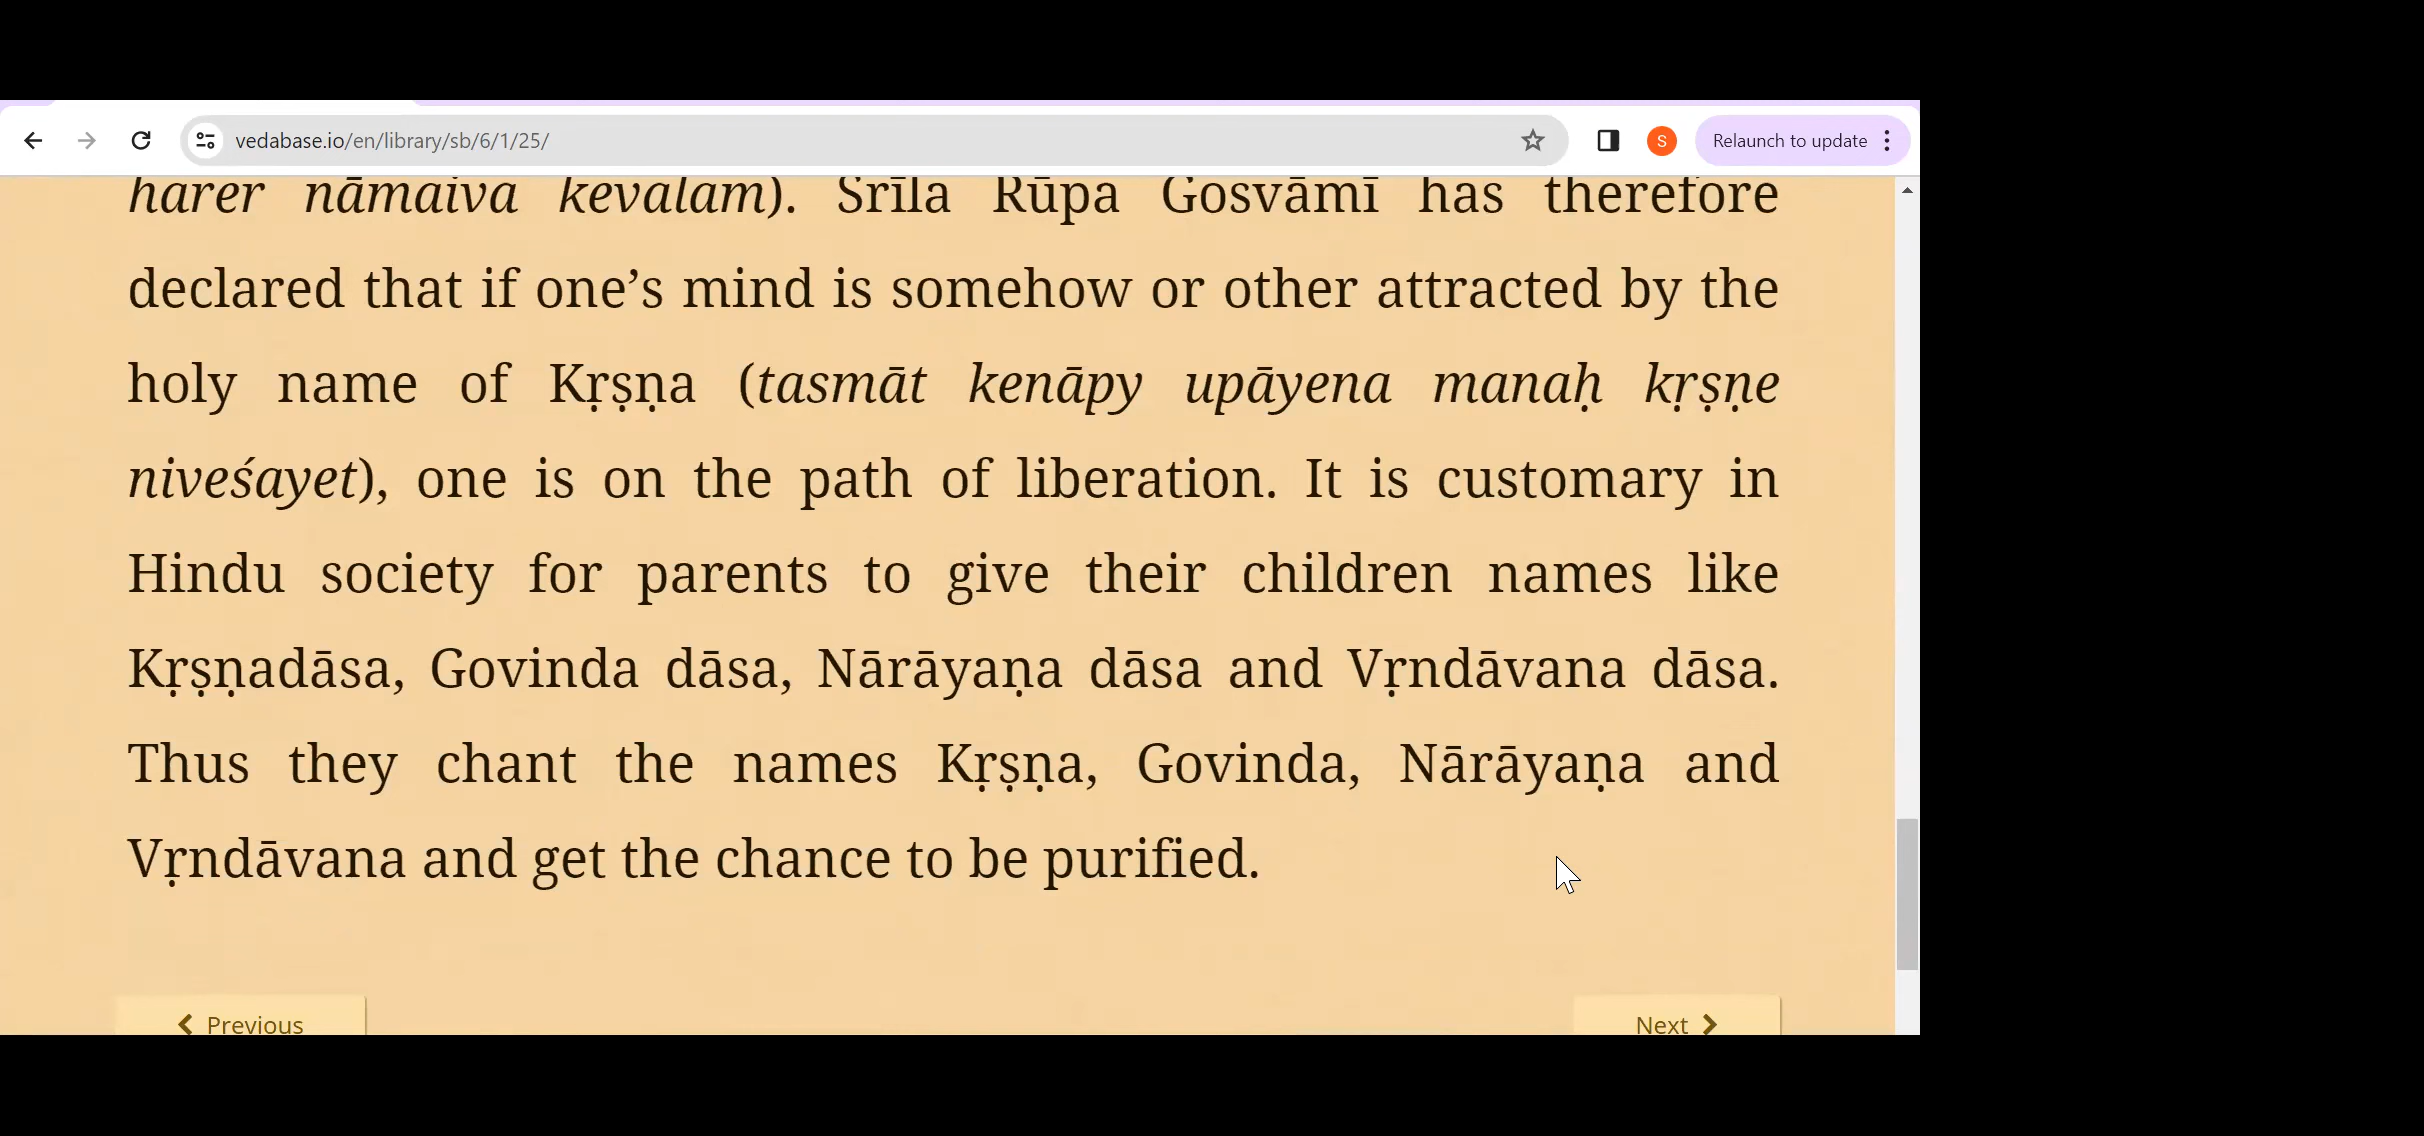 vedabase.io/en/library/sb/6/1/25/
S
Relaunch to update
harer nāmaiva kevalam). Śrīla Rūpa Gosvāmī has therefore
declared that if one’s mind is somehow or other attracted by the
holy name of Kṛṣṇa (tasmāt kenāpy upāyena manaḥ kṛṣṇe
niveśayet), one is on the path of liberation. It is customary in
Hindu society for parents to give their children names like
Kṛṣṇadāsa, Govinda dāsa, Nārāyaṇa dāsa and Vṛndāvana dāsa.
Thus they chant the names Kṛṣṇa, Govinda, Nārāyaṇa and
Vṛndāvana and get the chance to be purified.
Previous
Next